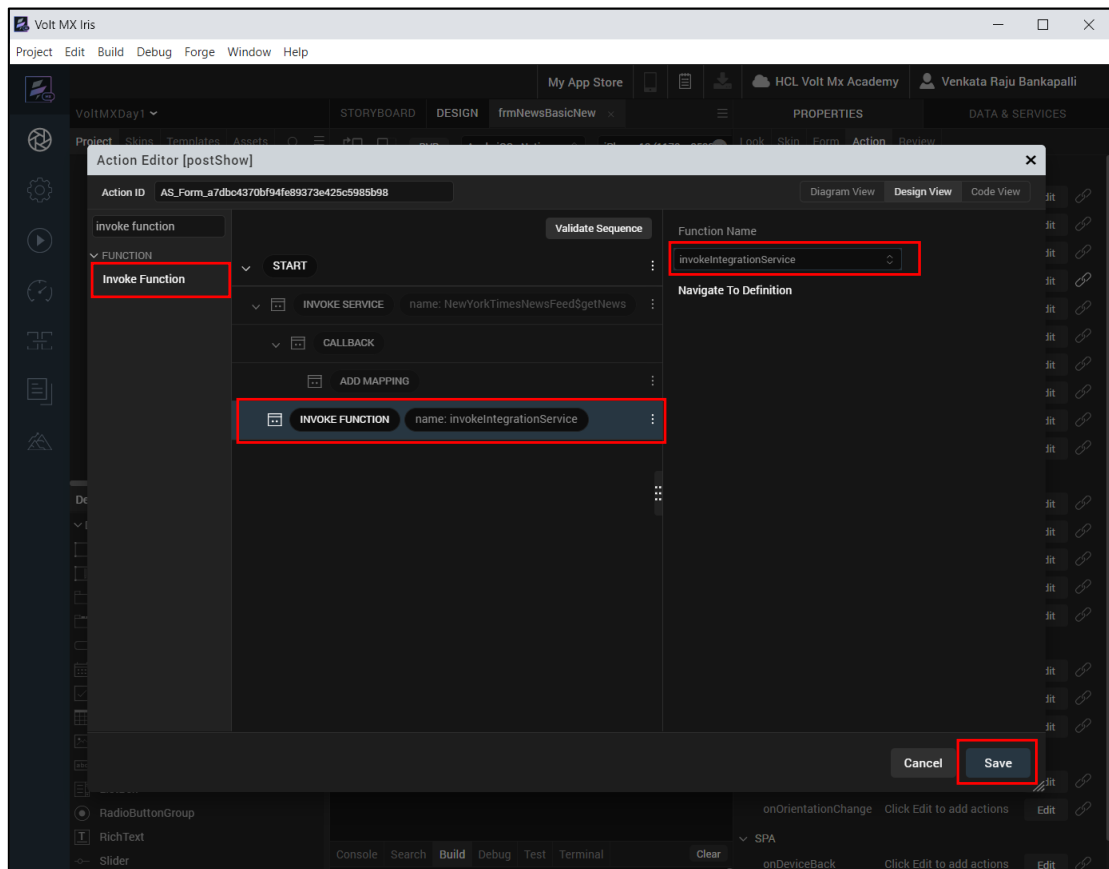 Volt MX Iris
Project Edit Build Debug Forge Window Help
My App Store HCL Volt Mx Academy Venkata Raju Bankapalli
VoltMXDay1 STORYBOARD DESIGN frmNewsBasicNew × PROPERTIES DATA & SERVICES
Project Skins Templates Assets Look Skin Form Action Review
Action Editor [postShow]
Action ID AS_Form_a7dbc4370bf94fe89373e425c5985b98 Diagram View Design View Code View
invoke function Validate Sequence Function Name
FUNCTION invokeIntegrationService
Invoke Function START
Navigate To Definition
INVOKE SERVICE name: NewYorkTimesNewsFeed$getNews
CALLBACK
ADD MAPPING
INVOKE FUNCTION name: invokeIntegrationService
Cancel Save
RadioButtonGroup onOrientationChange Click Edit to add actions Edit
RichText SPA
Slider Console Search Build Debug Test Terminal Clear onDeviceBack Click Edit to add actions Edit